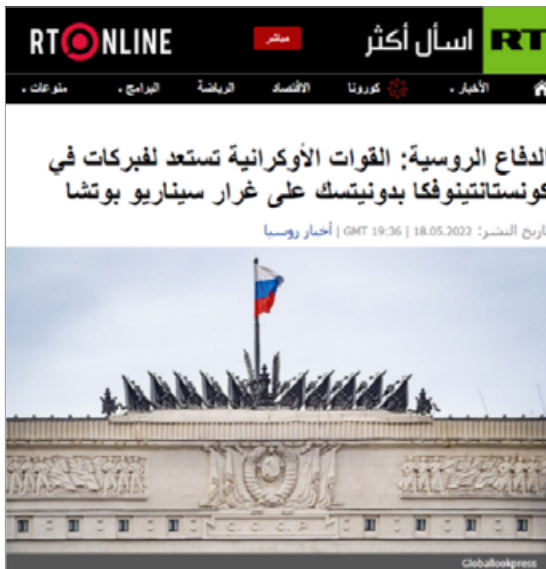 RT ONLINE
مباشر
اسأل أكثر
RT
الأخبار
كورونا
الاقتصاد
الرياضة
البرامج
منوعات
الدفاع الروسية: القوات الأوكرانية تستعد لفبركات في
كونستانتينوفكا بدونيتسك على غرار سيناريو بوتشا
تاريخ النشر: 18.05.2022 | 19:36 GMT | أخبار روسيا
С. С. С. Р.
Globallookpress